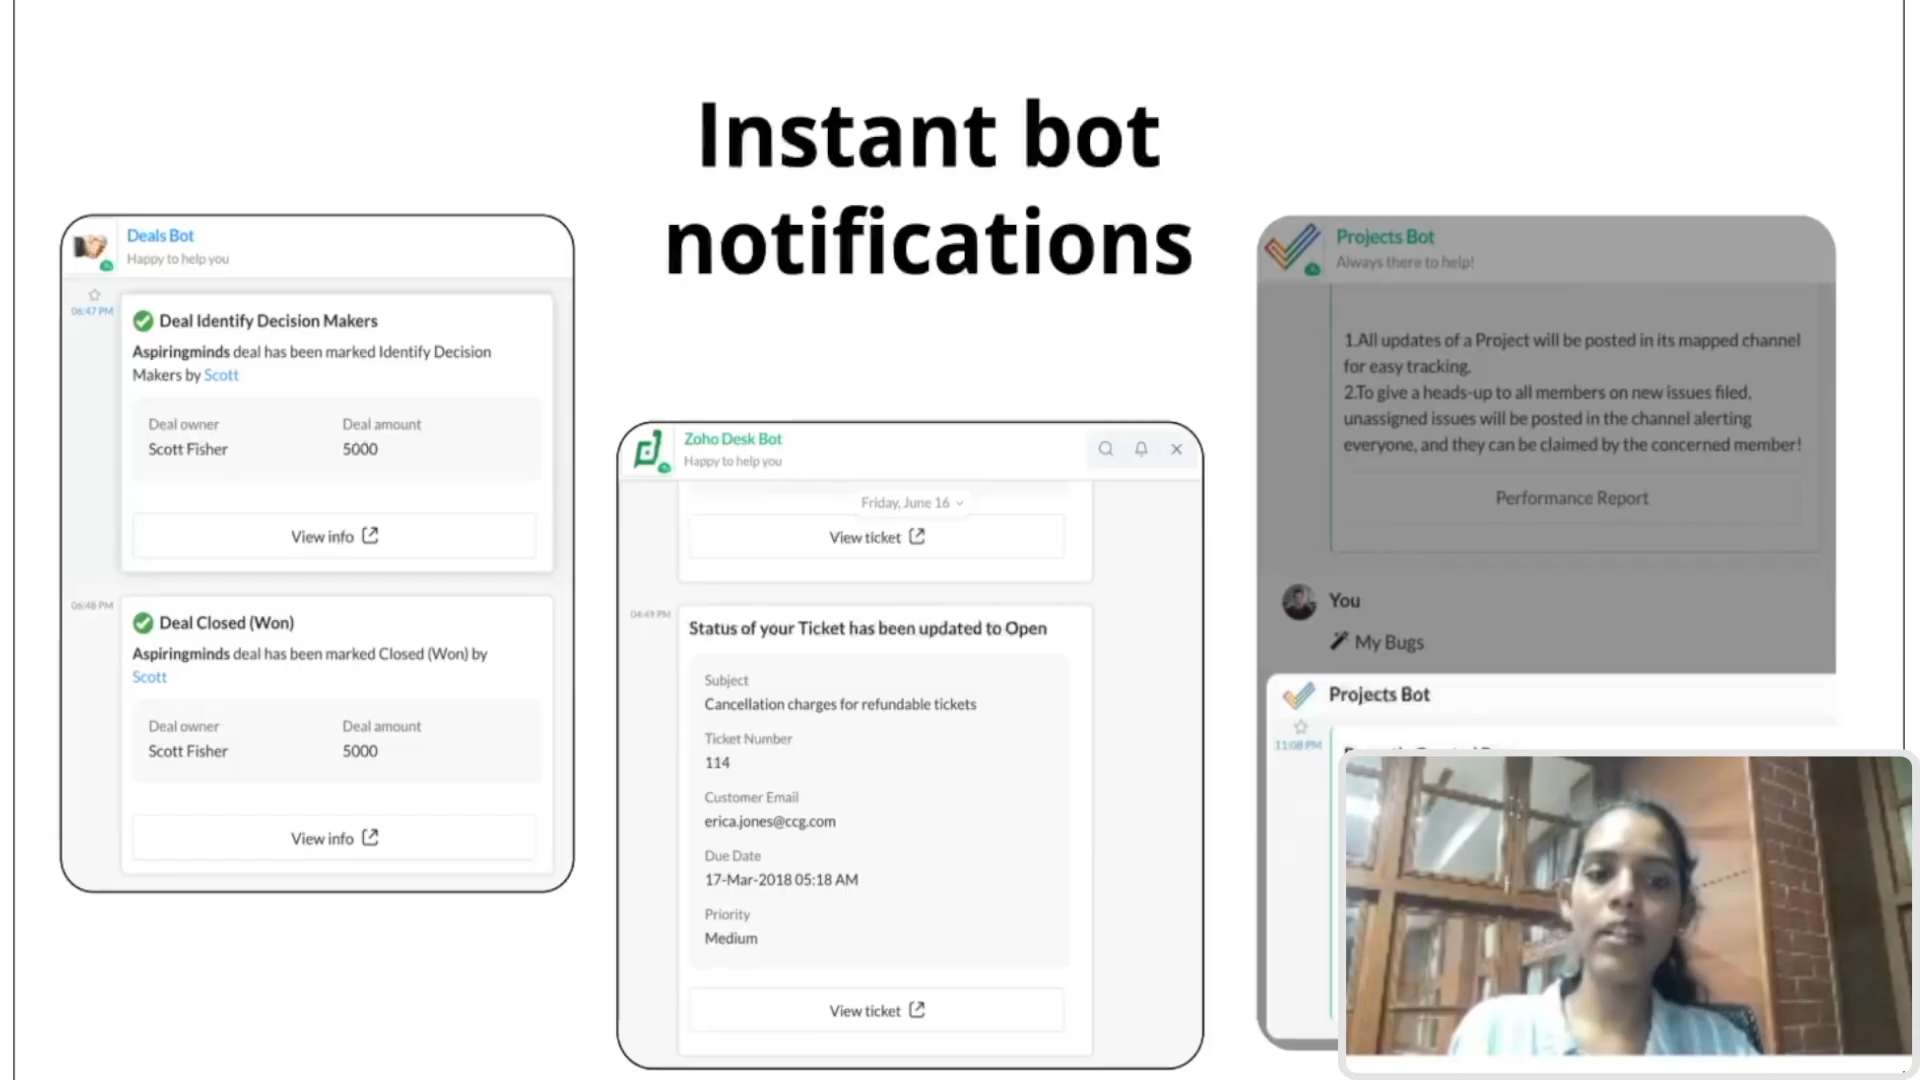 Instant bot
notifications
Deals Bot
Happy to help you
06:47 PM
Deal Identify Decision Makers
Aspiringminds deal has been marked Identify Decision
Makers by Scott
Deal owner
Deal amount
Scott Fisher
5000
View info
06:48 PM
Deal Closed (Won)
Aspiringminds deal has been marked Closed (Won) by
Scott
Deal owner
Deal amount
Scott Fisher
5000
View info
Zoho Desk Bot
Happy to help you
Friday, June 16
View ticket
04:49 PM
Status of your Ticket has been updated to Open
Subject
Cancellation charges for refundable tickets
Ticket Number
114
Customer Email
erica.jones@ccg.com
Due Date
17-Mar-2018 05:18 AM
Priority
Medium
View ticket
Projects Bot
Always there to help!
1.All updates of a Project will be posted in its mapped channel
for easy tracking.
2.To give a heads-up to all members on new issues filed,
unassigned issues will be posted in the channel alerting
everyone, and they can be claimed by the concerned member!
Performance Report
You
My Bugs
Projects Bot
11:08 PM